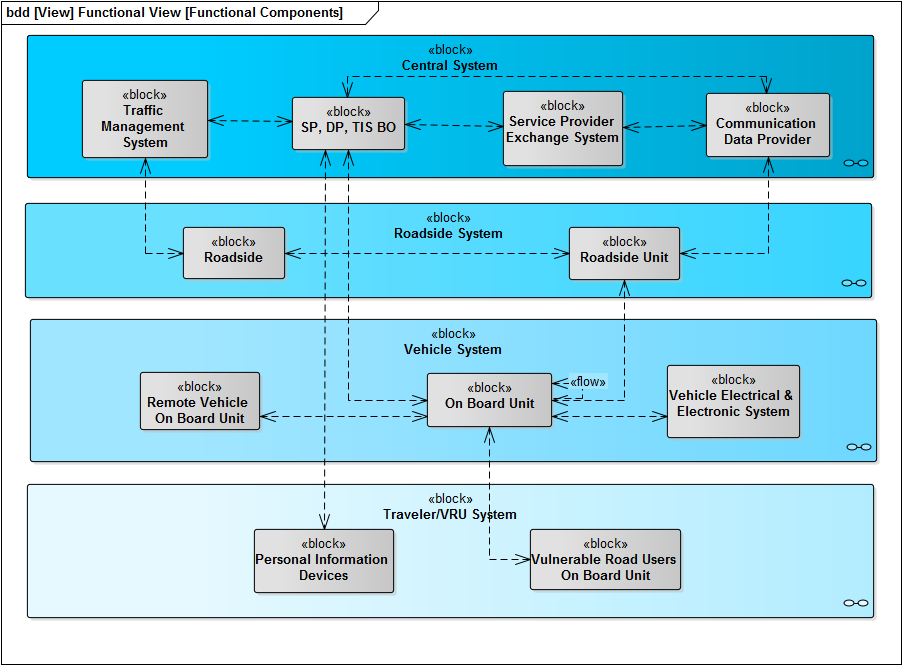 bdd [View] Functional View [Functional Components]
«block»
Central System
«block»
Traffic
Management
System
«block»
SP, DP, TIS BO
«block»
Service Provider
Exchange System
«block»
Communication
Data Provider
«block»
Roadside System
«block»
Roadside
«block»
Roadside Unit
«block»
Vehicle System
«block»
Remote Vehicle
On Board Unit
«block»
On Board Unit
«flow»
«block»
Vehicle Electrical &
Electronic System
«block»
Traveler/VRU System
«block»
Personal Information
Devices
«block»
Vulnerable Road Users
On Board Unit